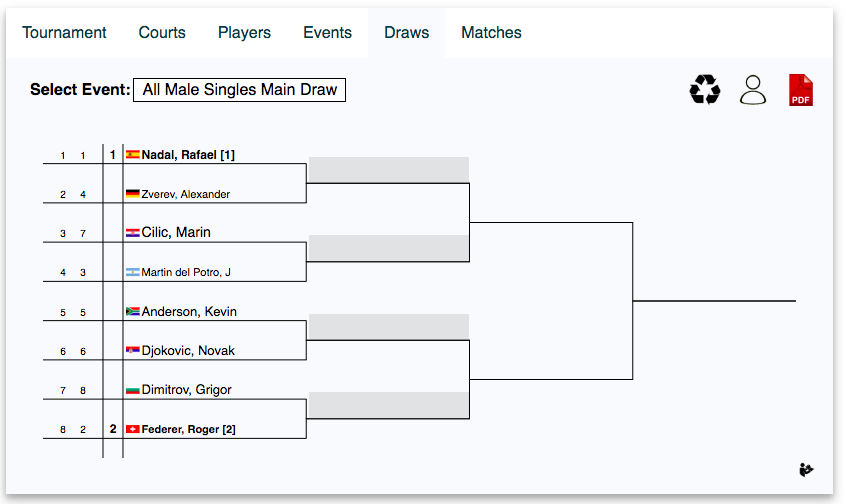 Tournament Courts Players Events Draws Matches
Select Event: All Male Singles Main Draw
PDF
1 1 1 Nadal, Rafael [1]
2 4 Zverev, Alexander
3 7 Cilic, Marin
4 3 Martin del Potro, J
5 5 Anderson, Kevin
6 6 Djokovic, Novak
7 8 Dimitrov, Grigor
8 2 2 Federer, Roger [2]